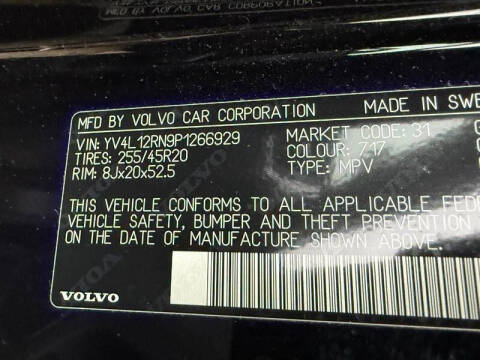 MFD BY VOLVO CAR CORPORATION MADE IN SWE
VIN: YV4L12RN9P1266929 MARKET CODE: 31
TIRES: 255/45R20 COLOUR: 717
RIM: 8Jx20x52.5 TYPE: MPV
THIS VEHICLE CONFORMS TO ALL APPLICABLE FEDE
VEHICLE SAFETY, BUMPER AND THEFT PREVENTION
ON THE DATE OF MANUFACTURE SHOWN ABOVE.
VOLVO